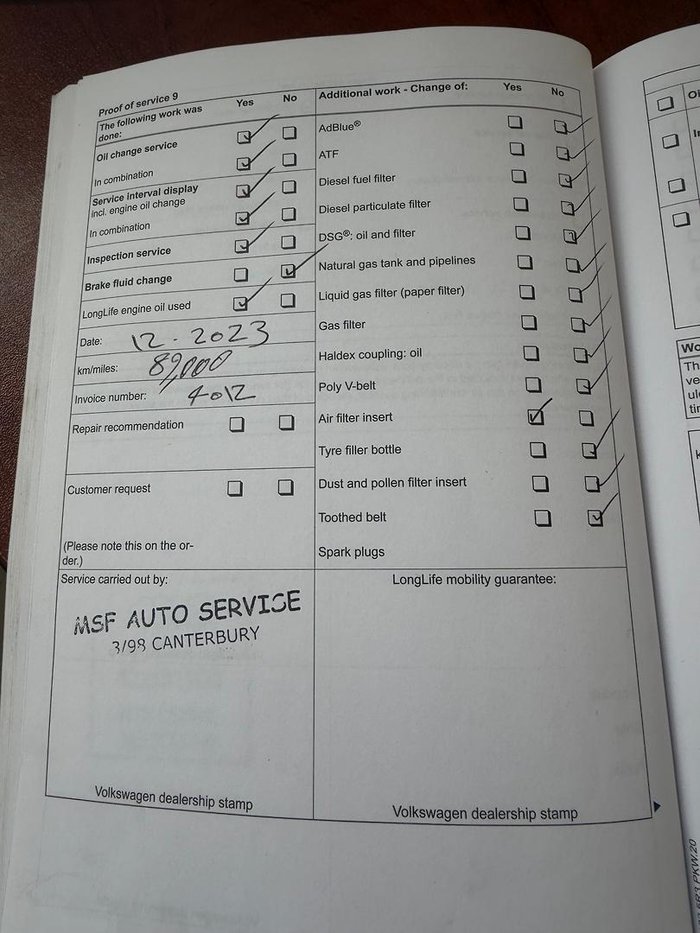 Proof of service 9
The following work was done: Yes No
Oil change service
In combination
Service interval display
incl. engine oil change
In combination
Inspection service
Brake fluid change
LongLife engine oil used
Date: 12 - 2023
km/miles: 89,000
Invoice number: 4012
Repair recommendation
Customer request
(Please note this on the or-
der.)
Service carried out by:
MSF AUTO SERVICE
3/98 CANTERBURY
Volkswagen dealership stamp
Additional work - Change of: Yes No
AdBlue®
ATF
Diesel fuel filter
Diesel particulate filter
DSG®: oil and filter
Natural gas tank and pipelines
Liquid gas filter (paper filter)
Gas filter
Haldex coupling: oil
Poly V-belt
Air filter insert
Tyre filler bottle
Dust and pollen filter insert
Toothed belt
Spark plugs
LongLife mobility guarantee:
Volkswagen dealership stamp